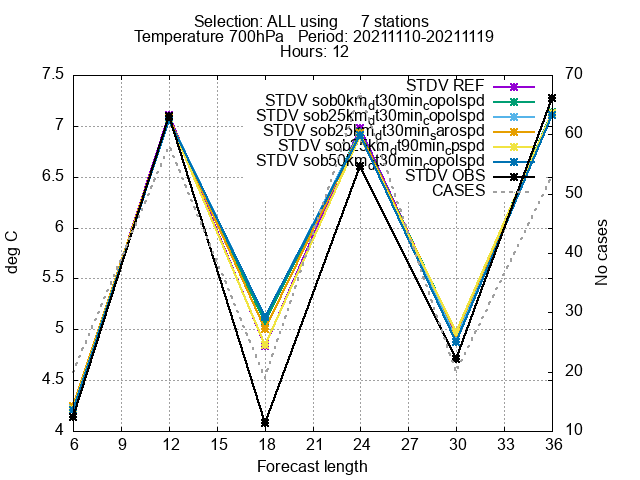 Selection: ALL using 7 stations
Temperature 700hPa Period: 20211110-20211119
Hours: 12
STDV REF
STDV sob0km_dt30min_copolspd
STDV sob25km_dt30min_copolspd
STDV sob25km_dt30min_sarospd
STDV
STDV sob50km_dt30min_copolspd
STDV OBS
CASES
7.5
7
6.5
6
5.5
5
4.5
4
70
60
50
40
30
20
10
deg C
No cases
6 9 12 15 18 21 24 27 30 33 36
Forecast length